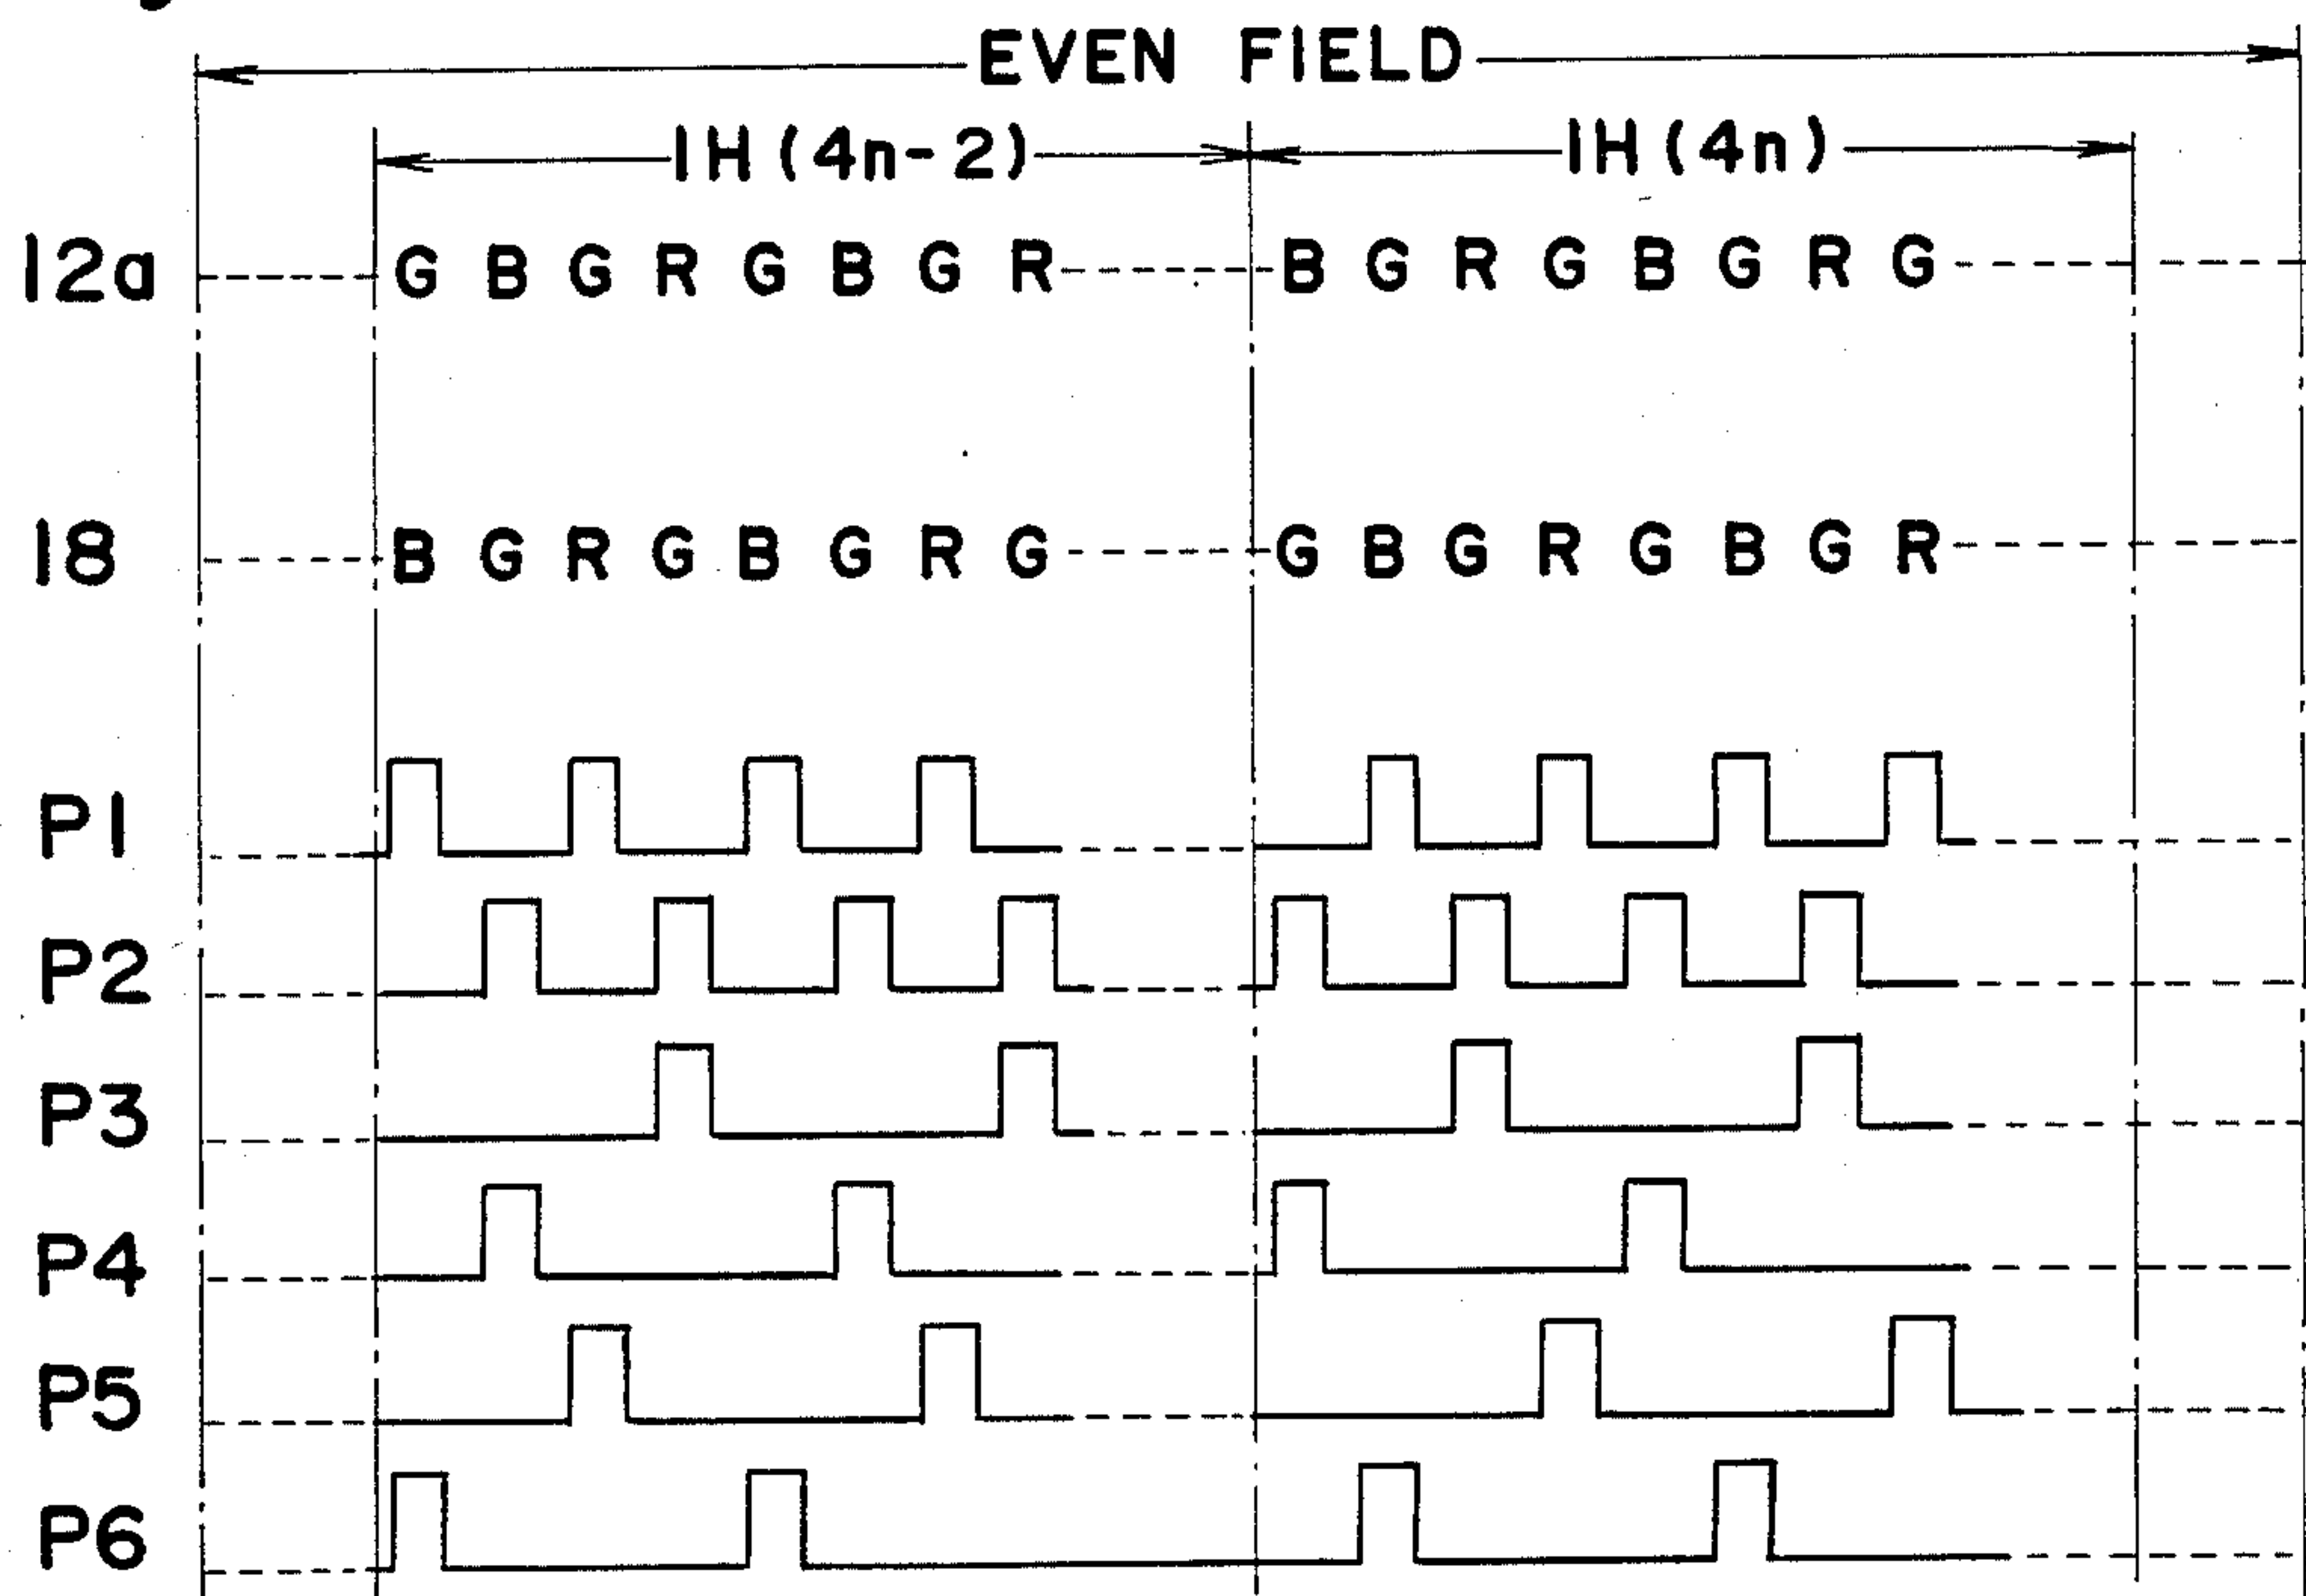 EVEN FIELD
1H(4n-2) 1H(4n)
12a G B G R G B G R B G R G B G R G
18 B G R G B G R G G B G R G B G R
P1
P2
P3
P4
P5
P6